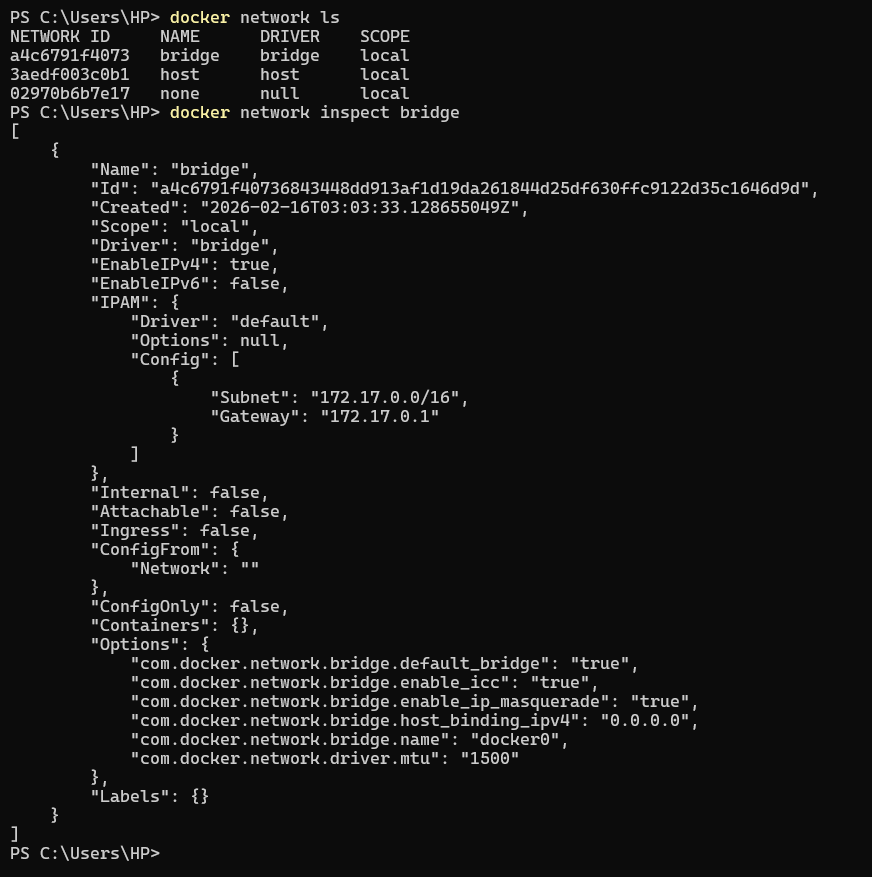 PS C:\Users\HP> docker network ls
NETWORK ID     NAME      DRIVER    SCOPE
a4c6791f4073   bridge    bridge    local
3aedf003c0b1   host      host      local
02970b6b7e17   none      null      local
PS C:\Users\HP> docker network inspect bridge
[
    {
        "Name": "bridge",
        "Id": "a4c6791f40736843448dd913af1d19da261844d25df630ffc9122d35c1646d9d",
        "Created": "2026-02-16T03:03:33.128655049Z",
        "Scope": "local",
        "Driver": "bridge",
        "EnableIPv4": true,
        "EnableIPv6": false,
        "IPAM": {
            "Driver": "default",
            "Options": null,
            "Config": [
                {
                    "Subnet": "172.17.0.0/16",
                    "Gateway": "172.17.0.1"
                }
            ]
        },
        "Internal": false,
        "Attachable": false,
        "Ingress": false,
        "ConfigFrom": {
            "Network": ""
        },
        "ConfigOnly": false,
        "Containers": {},
        "Options": {
            "com.docker.network.bridge.default_bridge": "true",
            "com.docker.network.bridge.enable_icc": "true",
            "com.docker.network.bridge.enable_ip_masquerade": "true",
            "com.docker.network.bridge.host_binding_ipv4": "0.0.0.0",
            "com.docker.network.bridge.name": "docker0",
            "com.docker.network.driver.mtu": "1500"
        },
        "Labels": {}
    }
]
PS C:\Users\HP>